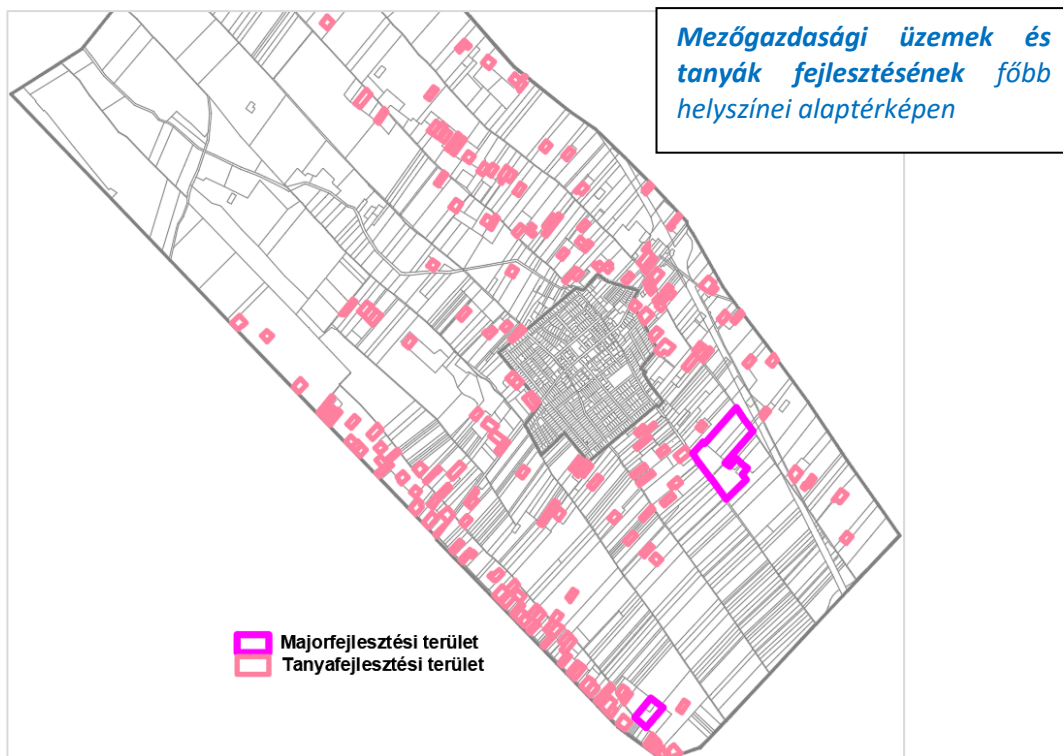 Mezőgazdasági üzemek és
tanyák fejlesztésének főbb
helyszínei alaptérképen
Majorfejlesztési terület
Tanyafejlesztési terület